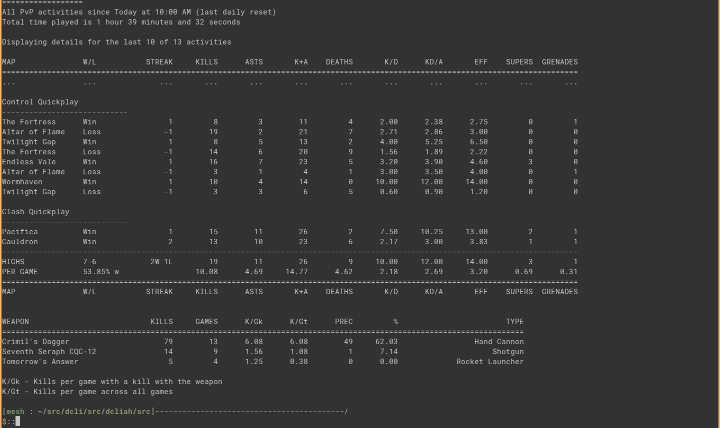 ====================
All PvP activities since Today at 10:00 AM (last daily reset)
Total time played is 1 hour 39 minutes and 32 seconds
Displaying details for the last 10 of 13 activities
MAP W/L STREAK KILLS ASTS K+A DEATHS K/D KD/A EFF SUPERS GRENADES
... ... ... ... ... ... ... ... ... ... ... ...
Control Quickplay
The Fortress Win 1 8 3 11 4 2.00 2.38 2.75 0 1
Altar of Flame Loss -1 19 2 21 7 2.71 2.86 3.00 0 0
Twilight Gap Win 1 8 5 13 2 4.00 5.25 6.50 0 0
The Fortress Loss -1 14 6 20 9 1.56 1.89 2.22 0 0
Endless Vale Win 1 16 7 23 5 3.20 3.90 4.60 3 0
Altar of Flame Loss -1 3 1 4 1 3.00 3.50 4.00 0 1
Wormhaven Win 1 10 4 14 0 10.00 12.00 14.00 0 0
Twilight Gap Loss -1 3 3 6 5 0.60 0.90 1.20 0 0
Clash Quickplay
Pacifica Win 1 15 11 26 2 7.50 10.25 13.00 2 1
Cauldron Win 2 13 10 23 6 2.17 3.00 3.83 1 1
HIGHS 7-6 2W 1L 19 11 26 9 10.00 12.00 14.00 3 1
PER GAME 53.85% w 10.08 4.69 14.77 4.62 2.18 2.69 3.20 0.69 0.31
MAP W/L STREAK KILLS ASTS K+A DEATHS K/D KD/A EFF SUPERS GRENADES
WEAPON KILLS GAMES K/Gk K/Gt PREC % TYPE
Crimil's Dagger 79 13 6.08 6.08 49 62.03 Hand Cannon
Seventh Seraph CQC-12 14 9 1.56 1.08 1 7.14 Shotgun
Tomorrow's Answer 5 4 1.25 0.38 0 0.00 Rocket Launcher
K/Gk - Kills per game with a kill with the weapon
K/Gt - Kills per game across all games
[mesh : ~/src/dcli/src/dcliah/src]------------------------------------------/
$::